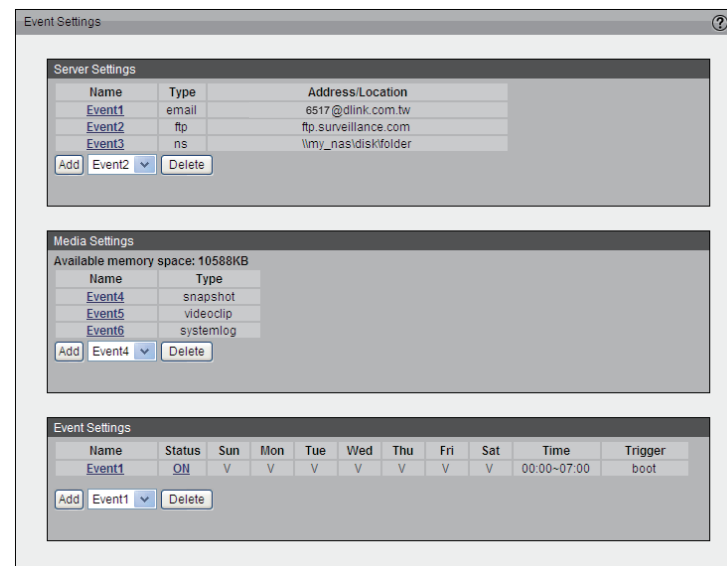 Event Settings
Server Settings
Name Type Address/Location
Event1 email 6517@dlink.com.tw
Event2 ftp ftp.surveillance.com
Event3 ns \\my_nas\disk\folder
Add Event2 Delete
Media Settings
Available memory space: 10588KB
Name Type
Event4 snapshot
Event5 videoclip
Event6 systemlog
Add Event4 Delete
Event Settings
Name Status Sun Mon Tue Wed Thu Fri Sat Time Trigger
Event1 ON V V V V V V V 00:00~07:00 boot
Add Event1 Delete